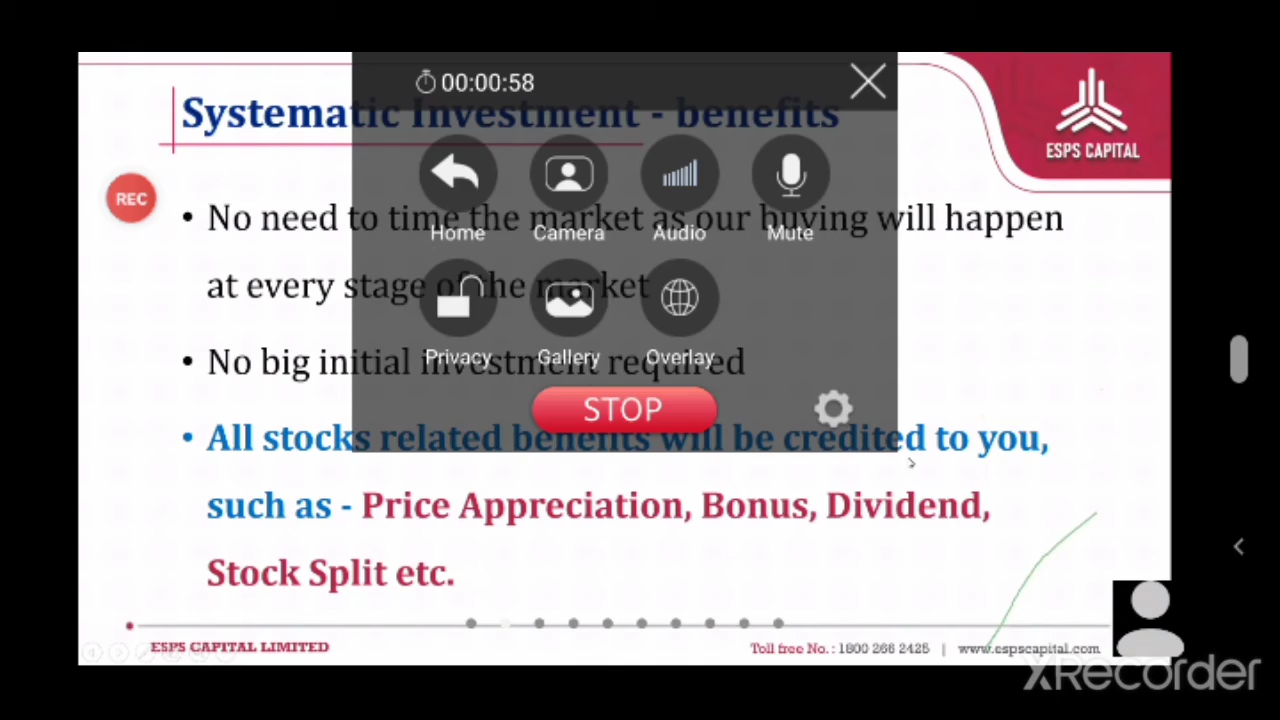 00:00:58
Systematic Investment - benefits
ESPS CAPITAL
REC
• No need to time the market as our buying will happen
Home Camera Audio Mute
at every stage of the market
• No big initial investment required
Privacy Gallery Overlay
STOP
• All stocks related benefits will be credited to you,
such as - Price Appreciation, Bonus, Dividend,
Stock Split etc.
ESPS CAPITAL LIMITED
Toll free No. : 1800 266 2425 | www.espscapital.com
XRecorder